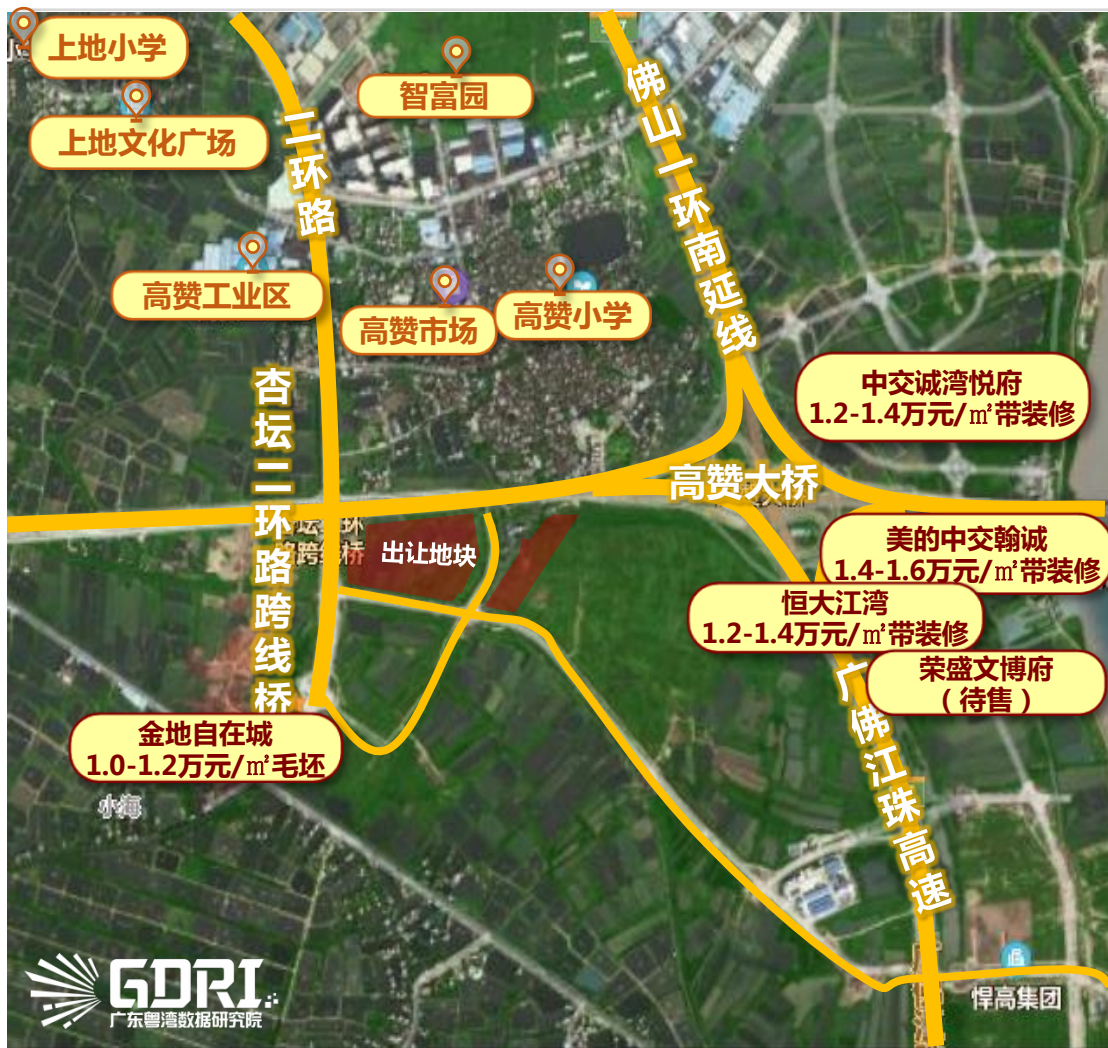 上地小学
智富园
上地文化广场
二环路
佛山一环南延线
高赞工业区
高赞市场
高赞小学
中交诚湾悦府
1.2-1.4万元/㎡带装修
杏坛二环路跨线桥
高赞大桥
出让地块
美的中交翰诚
1.4-1.6万元/㎡带装修
恒大江湾
1.2-1.4万元/㎡带装修
荣盛文博府
（待售）
广佛江珠高速
金地自在城
1.0-1.2万元/㎡毛坯
小海
悍高集团
GDRI
广东粤湾数据研究院